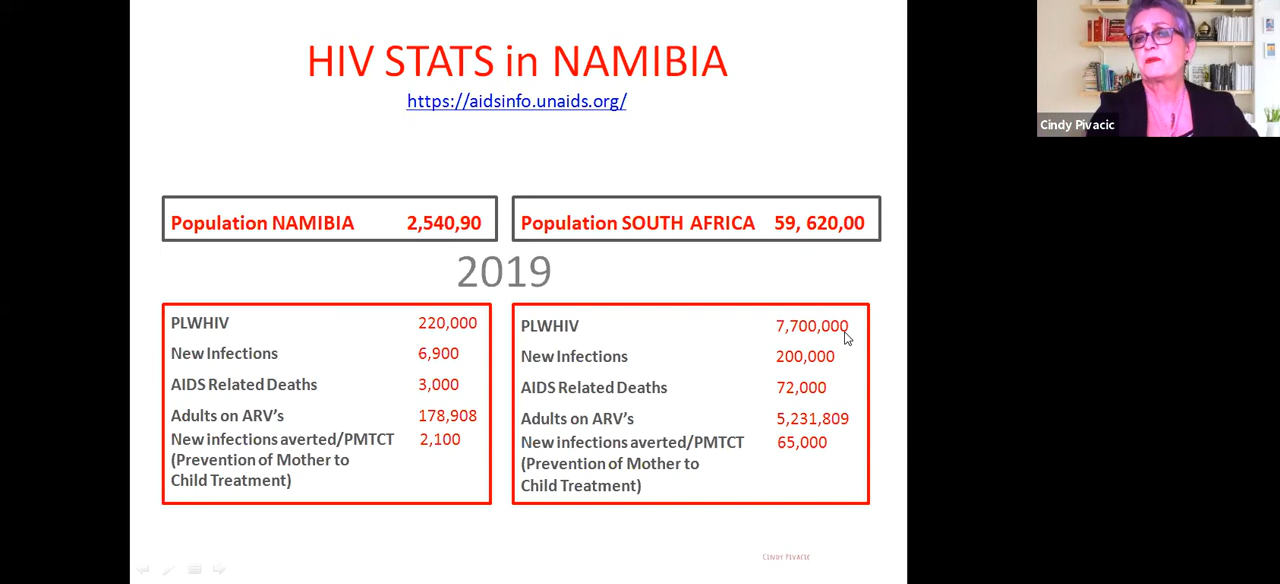 HIV STATS in NAMIBIA
https://aidsinfo.unaids.org/
Population NAMIBIA 2,540,90
Population SOUTH AFRICA 59, 620,00
2019
PLWHIV 220,000
New Infections 6,900
AIDS Related Deaths 3,000
Adults on ARV's 178,908
New infections averted/PMTCT 2,100
(Prevention of Mother to
Child Treatment)
PLWHIV 7,700,000
New Infections 200,000
AIDS Related Deaths 72,000
Adults on ARV's 5,231,809
New infections averted/PMTCT 65,000
(Prevention of Mother to
Child Treatment)
Cindy Pivacic
Cindy Pivacic